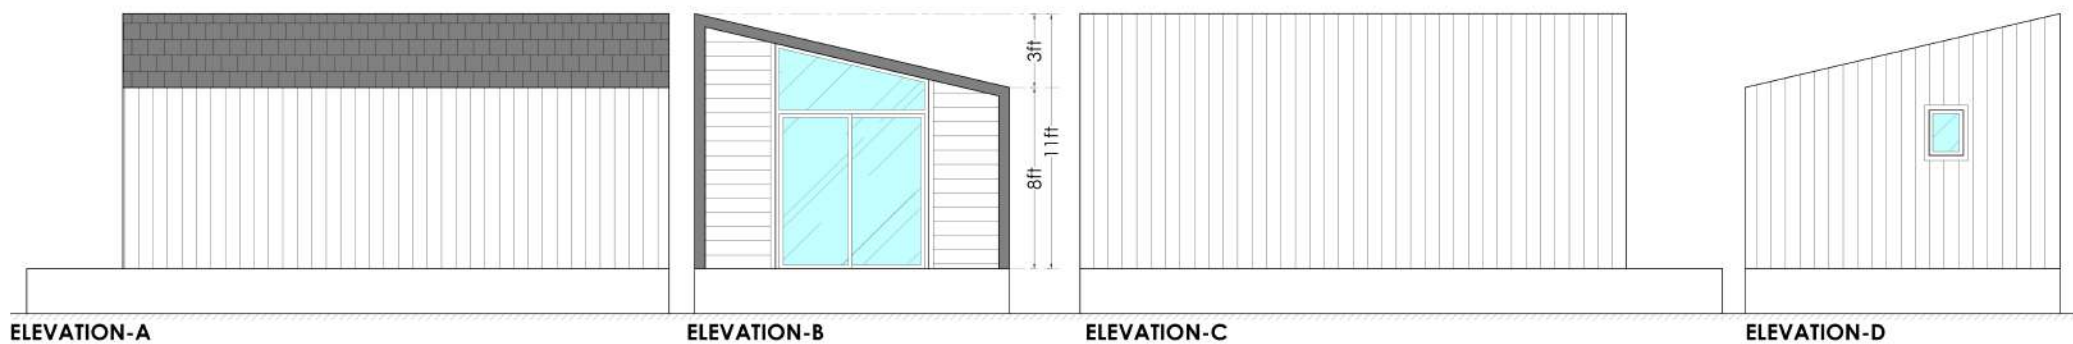 3ft
11ft
8ft
ELEVATION-A
ELEVATION-B
ELEVATION-C
ELEVATION-D